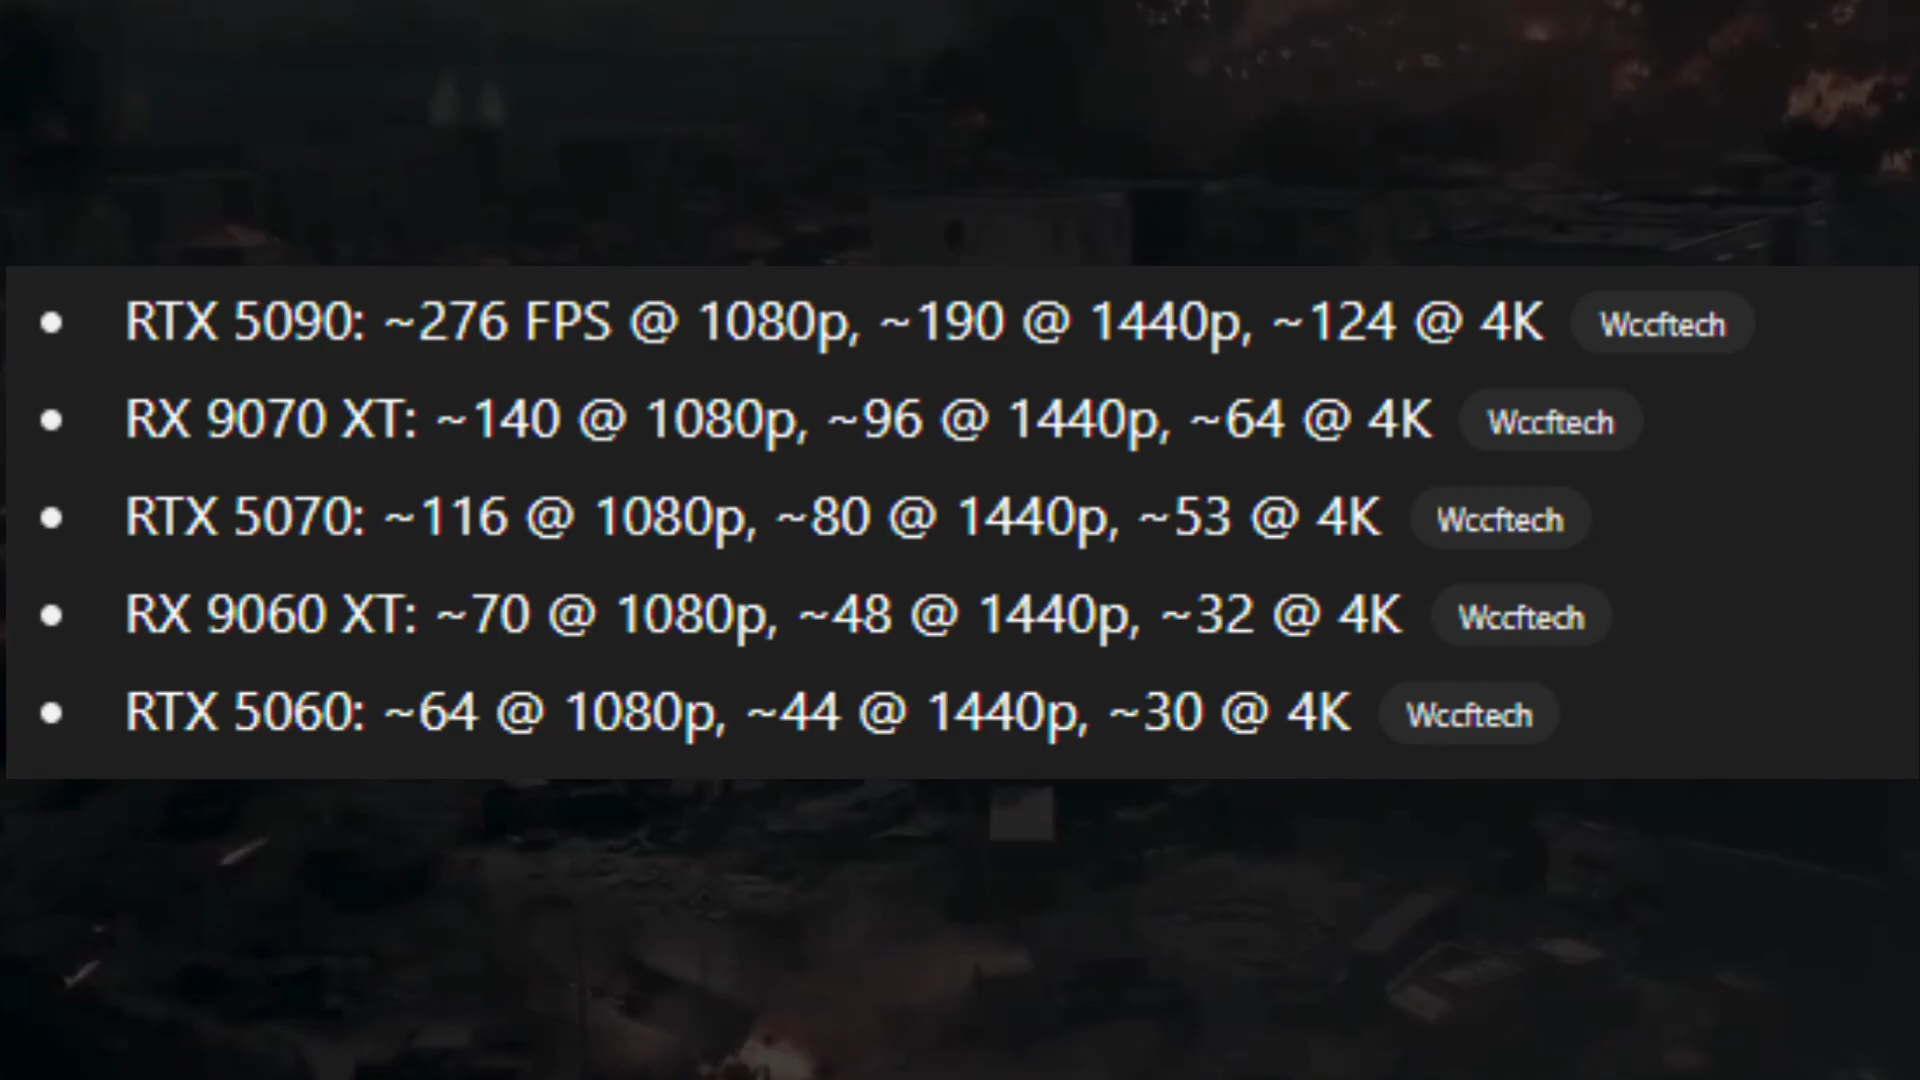 • RTX 5090: ~276 FPS @ 1080p, ~190 @ 1440p, ~124 @ 4K Wccftech
• RX 9070 XT: ~140 @ 1080p, ~96 @ 1440p, ~64 @ 4K Wccftech
• RTX 5070: ~116 @ 1080p, ~80 @ 1440p, ~53 @ 4K Wccftech
• RX 9060 XT: ~70 @ 1080p, ~48 @ 1440p, ~32 @ 4K Wccftech
• RTX 5060: ~64 @ 1080p, ~44 @ 1440p, ~30 @ 4K Wccftech